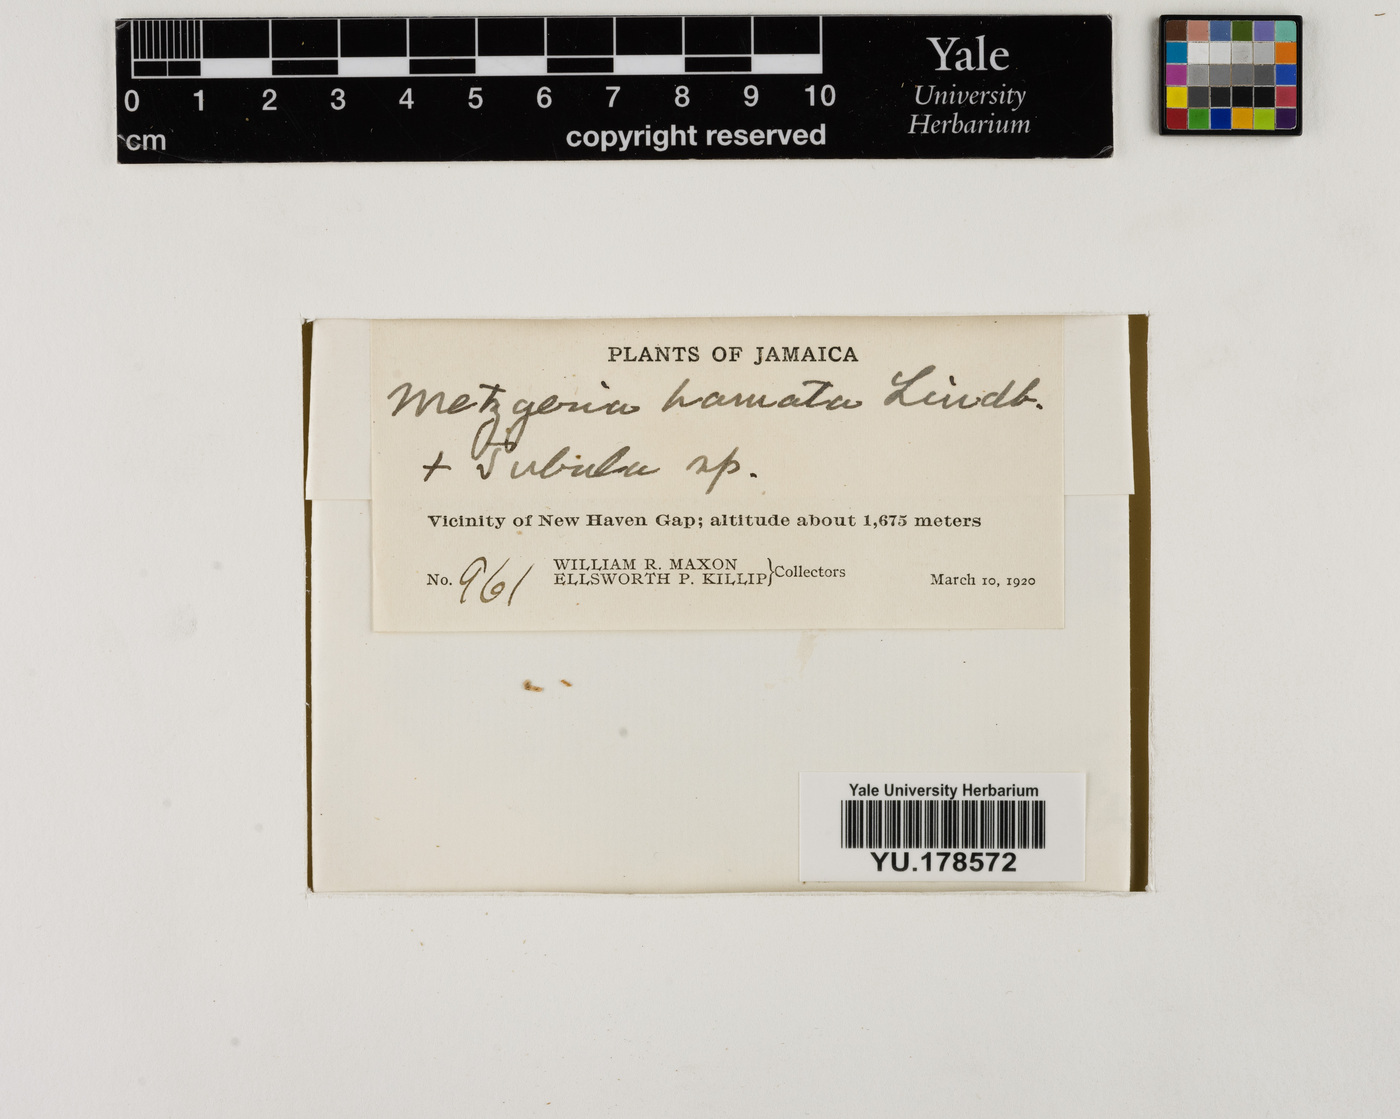 0 1 2 3 4 5 6 7 8 9 10
cm
copyright reserved
Yale
University
Herbarium
PLANTS OF JAMAICA
Metzgeria hamata Lindb.
+ sp.
Vicinity of New Haven Gap; altitude about 1,675 meters
No. 961
WILLIAM R. MAXON
ELLSWORTH P. KILLIP
}Collectors
March 10, 1920
Yale University Herbarium
YU.178572